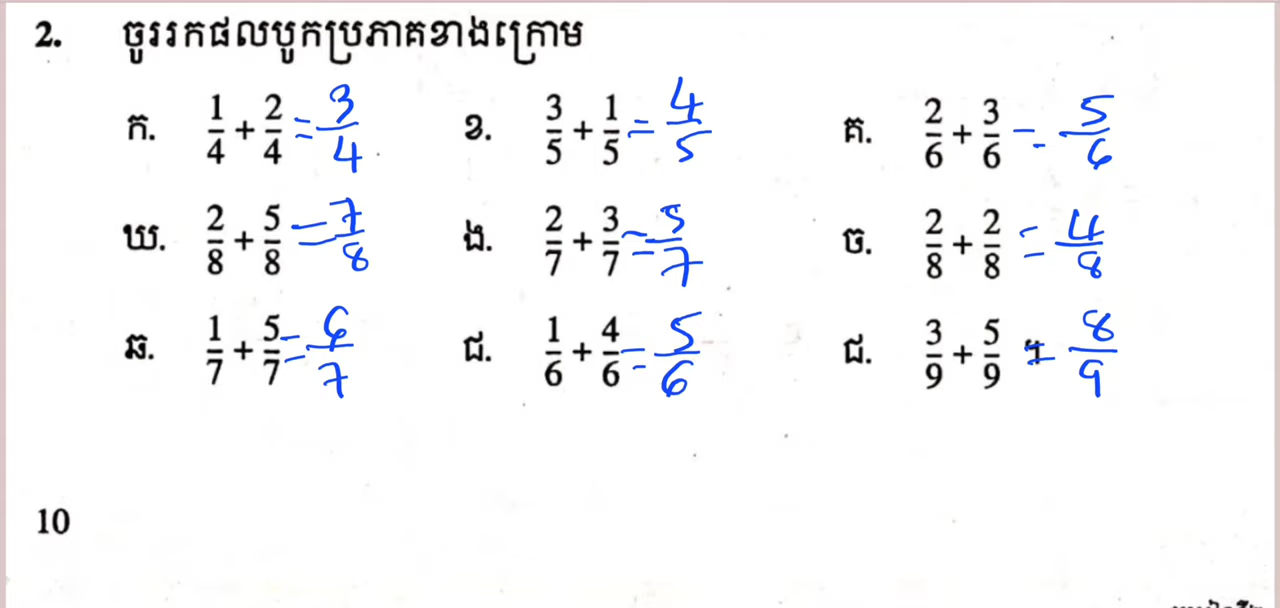 2. ចូររកផលបូកប្រភាគខាងក្រោម
ក. 1/4 + 2/4 = 3/4 ខ. 3/5 + 1/5 = 4/5 គ. 2/6 + 3/6 = 5/6
ឃ. 2/8 + 5/8 = 7/8 ង. 2/7 + 3/7 = 5/7 ច. 2/8 + 2/8 = 4/8
ឆ. 1/7 + 5/7 = 6/7 ជ. 1/6 + 4/6 = 5/6 ជ. 3/9 + 5/9 ។ = 8/9
10